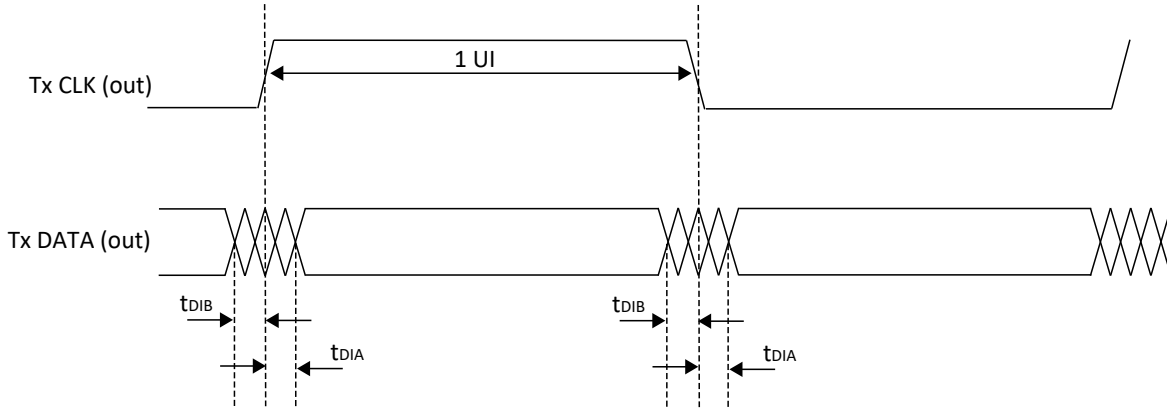 1 UI
Tx CLK (out)
Tx DATA (out)
tDIB
tDIB
tDIA
tDIA